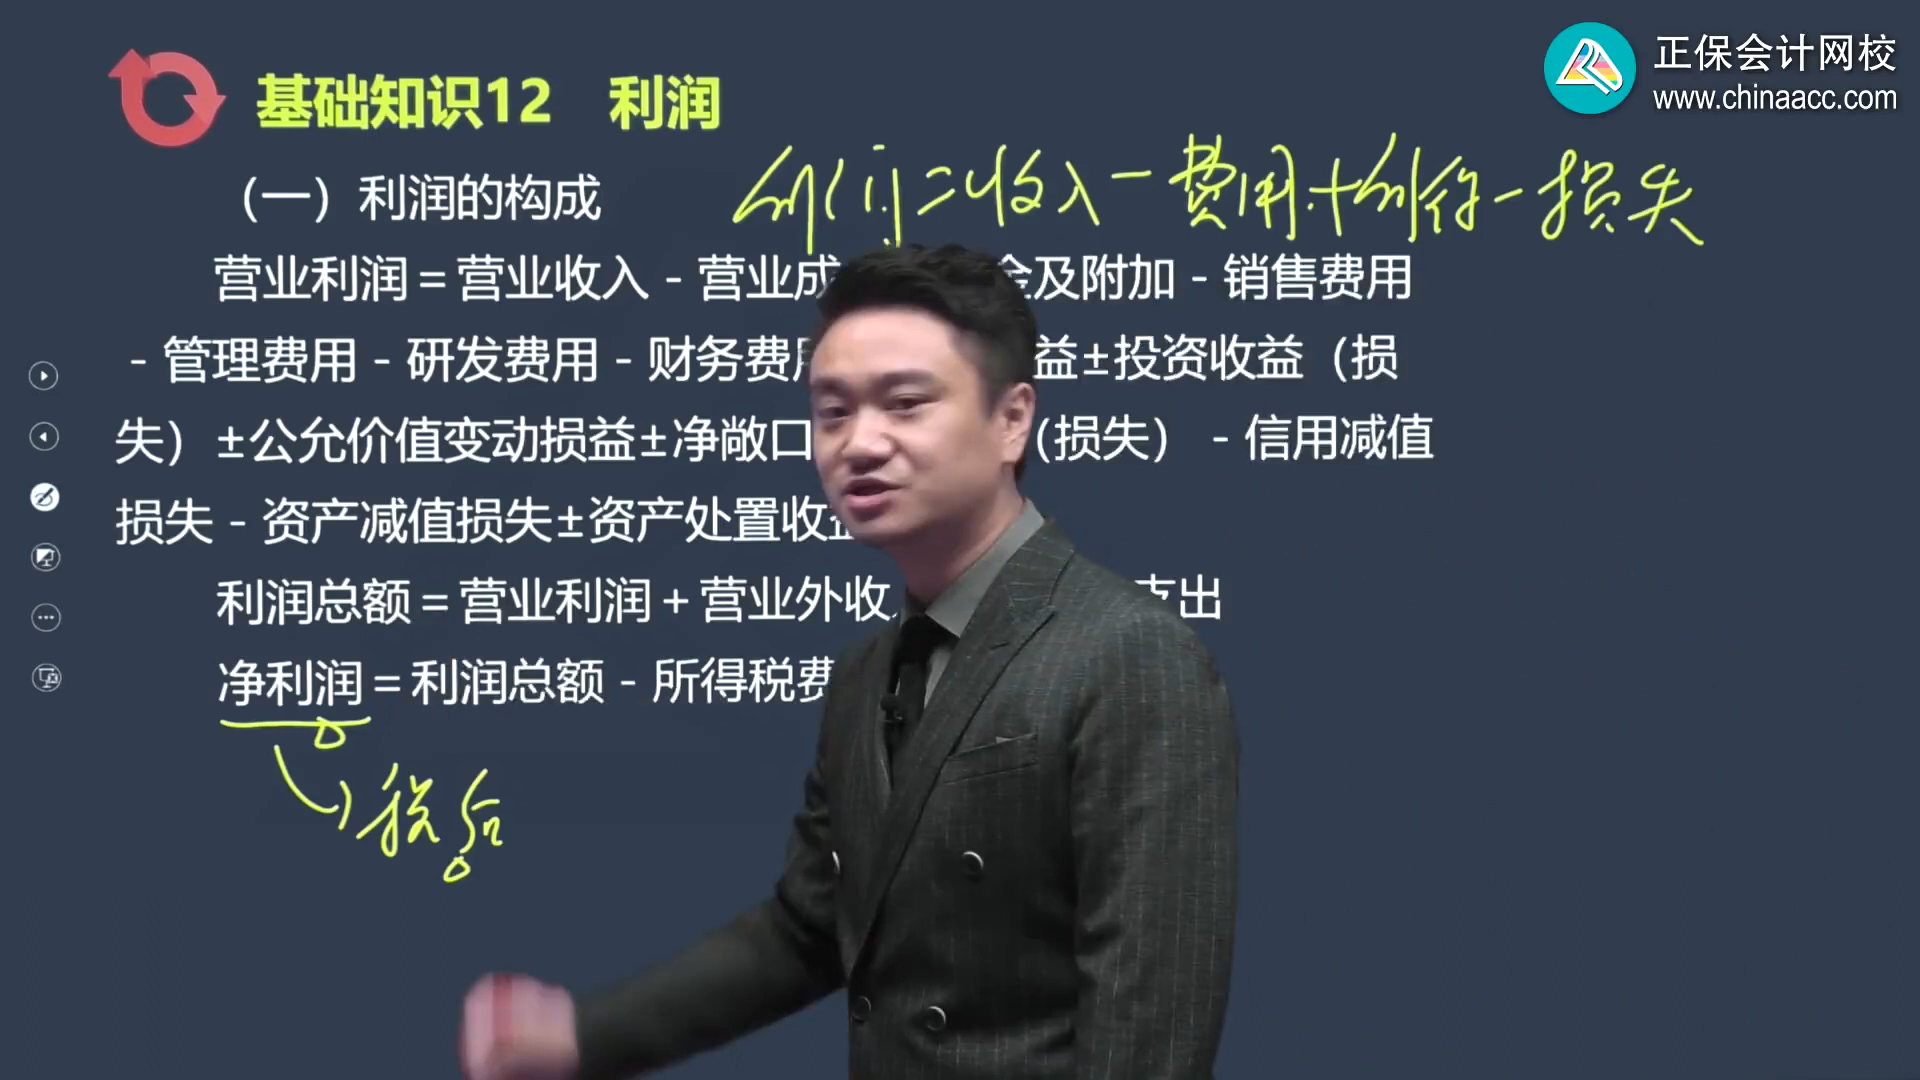 正保会计网校
www.chinaacc.com
基础知识12 利润
（一）利润的构成
利润=收入-费用+利得-损失
营业利润＝营业收入－营业成 金及附加－销售费用
－管理费用－研发费用－财务费用 益±投资收益（损
失）±公允价值变动损益±净敞口 （损失）－信用减值
损失－资产减值损失±资产处置收益
利润总额＝营业利润＋营业外收 支出
净利润＝利润总额－所得税费
税后